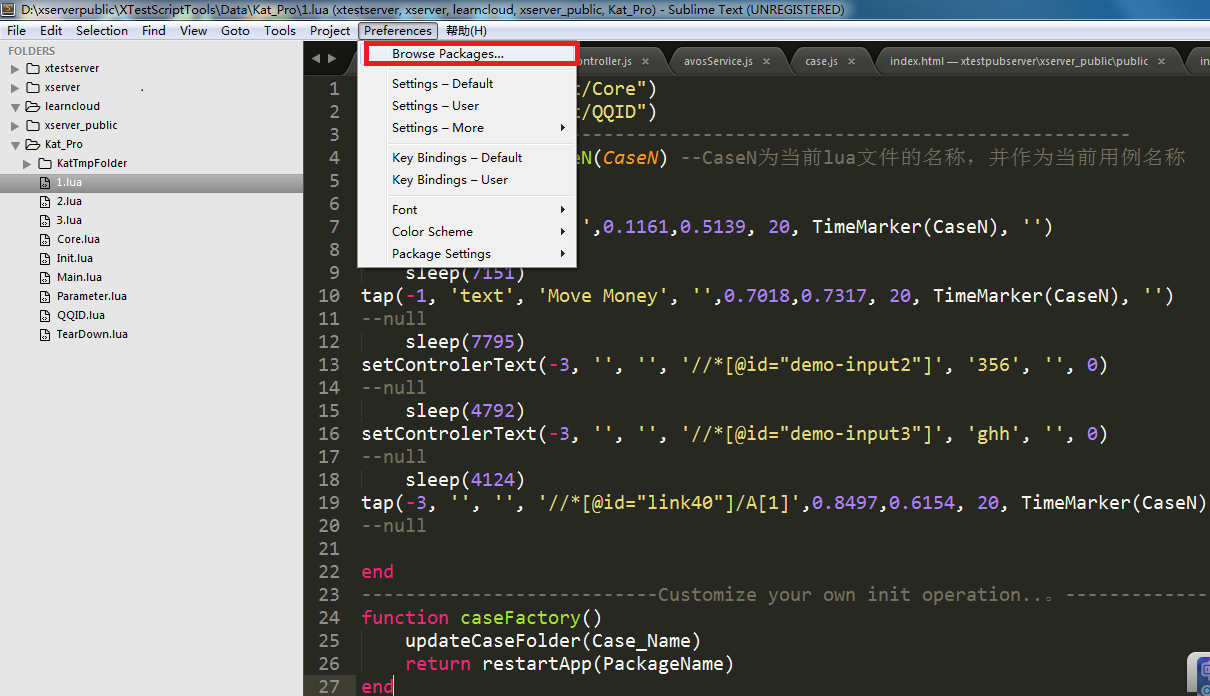 D:\xserverpublic\XTestScriptTools\Data\Kat_Pro\1.lua (xtestserver, xserver, learncloud, xserver_public, Kat_Pro) - Sublime Text (UNREGISTERED)
File Edit Selection Find View Goto Tools Project Preferences 帮助(H)
FOLDERS
xtestserver
xserver
learncloud
xserver_public
Kat_Pro
KatTmpFolder
1.lua
2.lua
3.lua
Core.lua
Init.lua
Main.lua
Parameter.lua
QQID.lua
TearDown.lua
Browse Packages...
Settings – Default
Settings – User
Settings – More
Key Bindings – Default
Key Bindings – User
Font
Color Scheme
Package Settings
ontroller.js × avosService.js × case.js × index.html — xtestpubserver\xserver_public\public × in
1 t/Core")
2 t/QQID")
3 --------------------------------------------------
4 eN(CaseN) --CaseN为当前lua文件的名称，并作为当前用例名称
5
6
7 ',0.1161,0.5139, 20, TimeMarker(CaseN), '')
8
9 sleep(7151)
10 tap(-1, 'text', 'Move Money', '',0.7018,0.7317, 20, TimeMarker(CaseN), '')
11 --null
12 sleep(7795)
13 setControlerText(-3, '', '', '//*[@id="demo-input2"]', '356', '', 0)
14 --null
15 sleep(4792)
16 setControlerText(-3, '', '', '//*[@id="demo-input3"]', 'ghh', '', 0)
17 --null
18 sleep(4124)
19 tap(-3, '', '', '//*[@id="link40"]/A[1]',0.8497,0.6154, 20, TimeMarker(CaseN)
20 --null
21
22 end
23 ---------------------------Customize your own init operation..。-------------
24 function caseFactory()
25 updateCaseFolder(Case_Name)
26 return restartApp(PackageName)
27 end